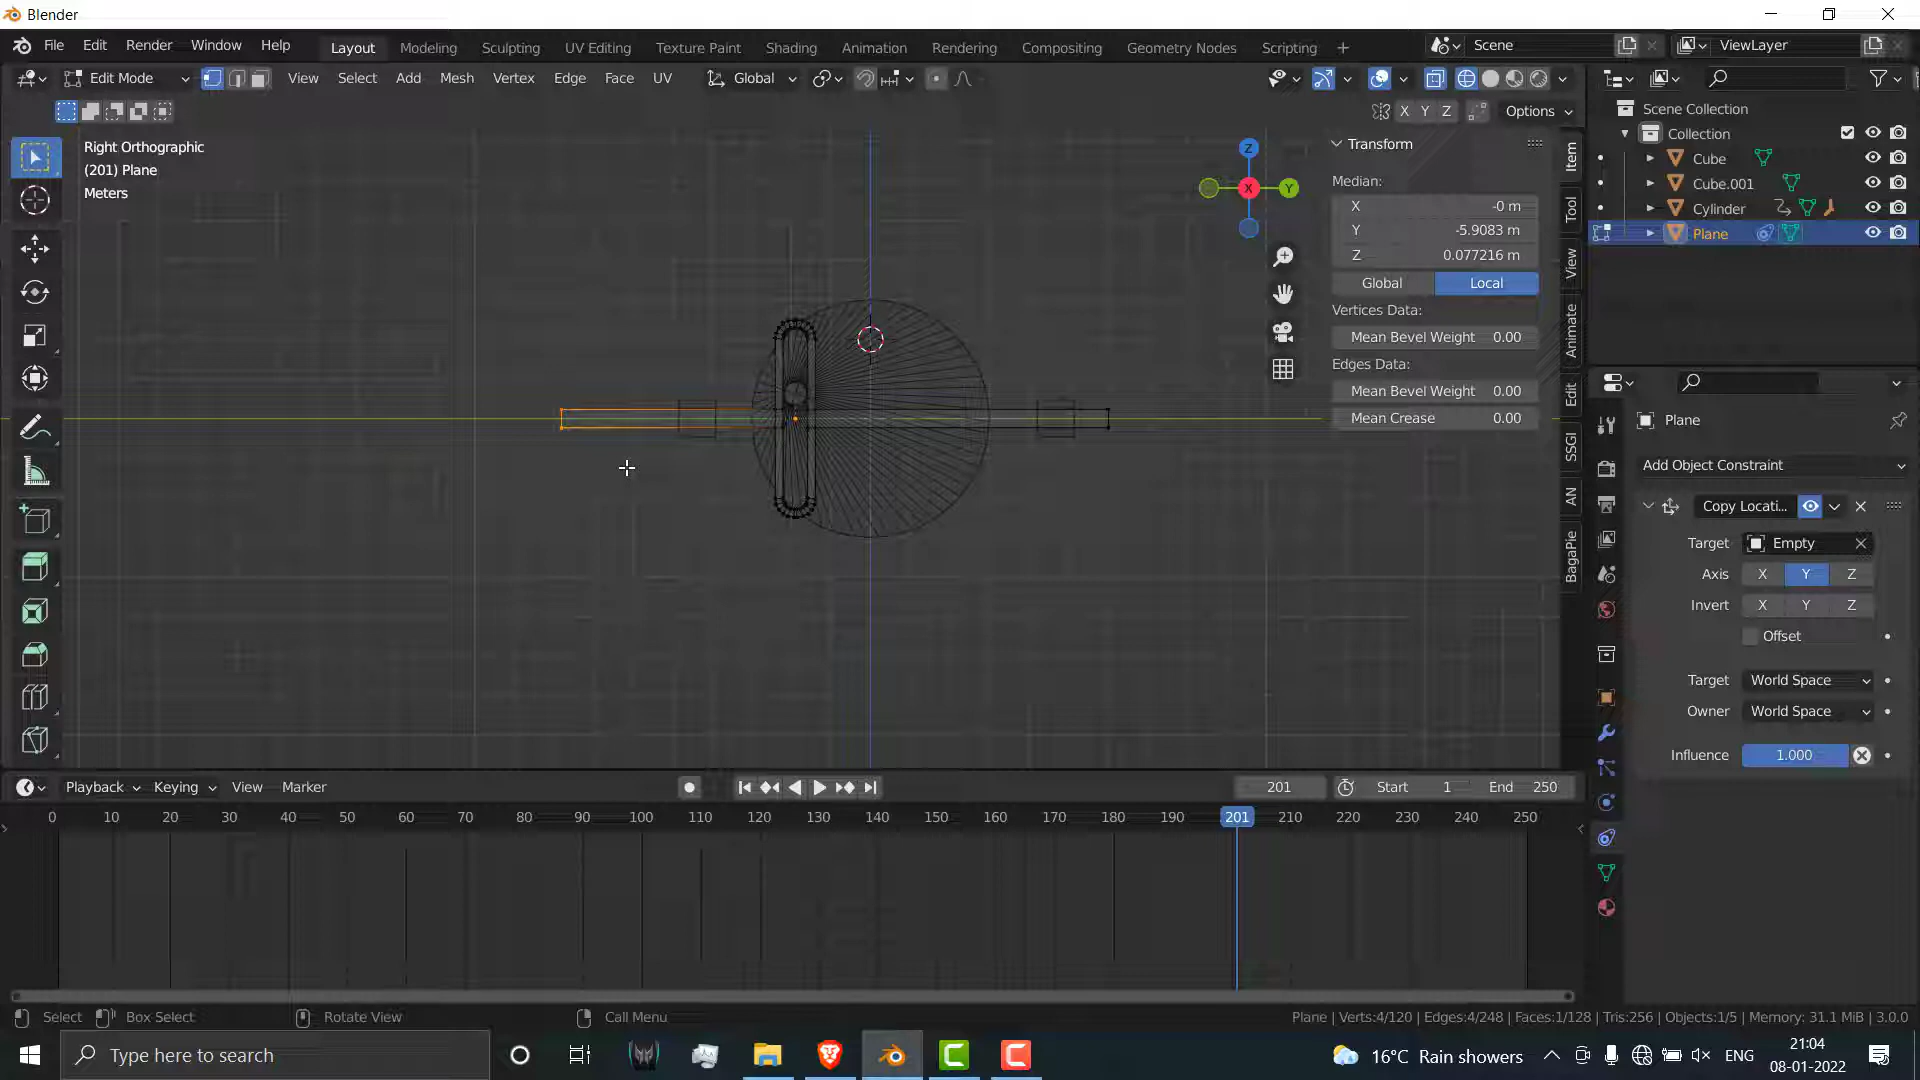 Blender
File Edit Render Window Help Layout Modeling Sculpting UV Editing Texture Paint Shading Animation Rendering Compositing Geometry Nodes Scripting Scene ViewLayer
Edit Mode View Select Add Mesh Vertex Edge Face UV Global
X Y Z Options
Right Orthographic
(201) Plane
Meters
Z
Y
X
Transform
Median:
X -0 m
Y -5.9083 m
Z 0.077216 m
Global Local
Vertices Data:
Mean Bevel Weight 0.00
Edges Data:
Mean Bevel Weight 0.00
Mean Crease 0.00
Item
Tool
View
Animate
Edit
SSGI
AN
BagaPie
Scene Collection
Collection
Cube
Cube.001
Cylinder
Plane
Plane
Add Object Constraint
Copy Locati...
Target Empty
Axis X Y Z
Invert X Y Z
Offset
Target World Space
Owner World Space
Influence 1.000
Playback Keying View Marker 201 Start 1 End 250
0 10 20 30 40 50 60 70 80 90 100 110 120 130 140 150 160 170 180 190 201 210 220 230 240 250
Select Box Select Rotate View Call Menu Plane | Verts:4/120 | Edges:4/248 | Faces:1/128 | Tris:256 | Objects:1/5 | Memory: 31.1 MiB | 3.0.0
Type here to search 16°C Rain showers ENG 21:04
08-01-2022